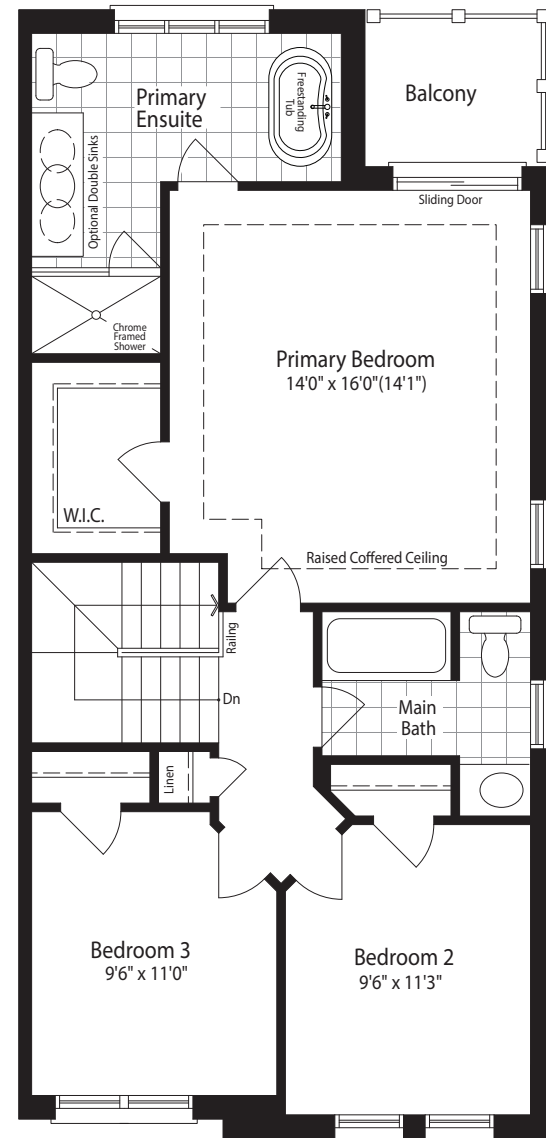 Primary
Ensuite
Freestanding
Tub
Balcony
Optional Double Sinks
Sliding Door
Chrome
Framed
Shower
Primary Bedroom
14'0" x 16'0"(14'1")
W.I.C.
Raised Coffered Ceiling
Railng
Dn
Main
Bath
Linen
Bedroom 3
9'6" x 11'0"
Bedroom 2
9'6" x 11'3"